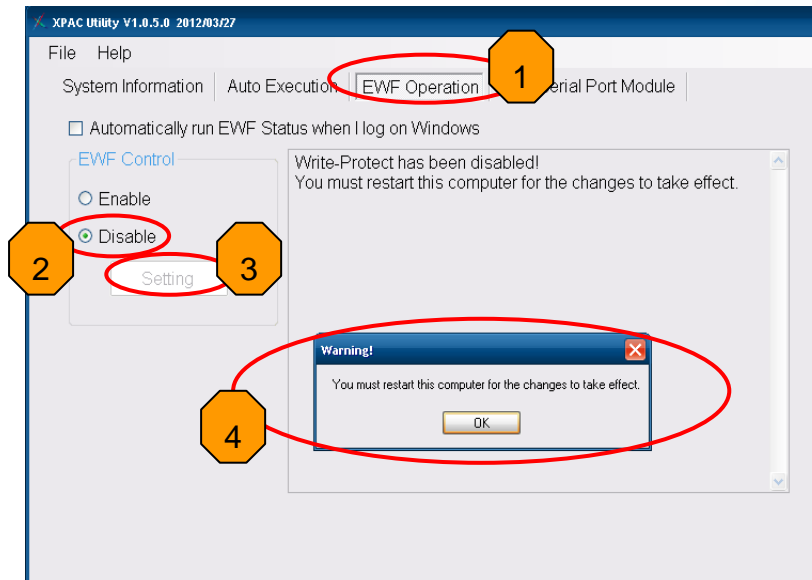 XPAC Utility V1.0.5.0 2012/03/27
File Help
System Information Auto Execution EWF Operation erial Port Module
1
Automatically run EWF Status when I log on Windows
EWF Control
Enable
Disable
Setting
2
3
Write-Protect has been disabled!
You must restart this computer for the changes to take effect.
Warning!
You must restart this computer for the changes to take effect.
OK
4